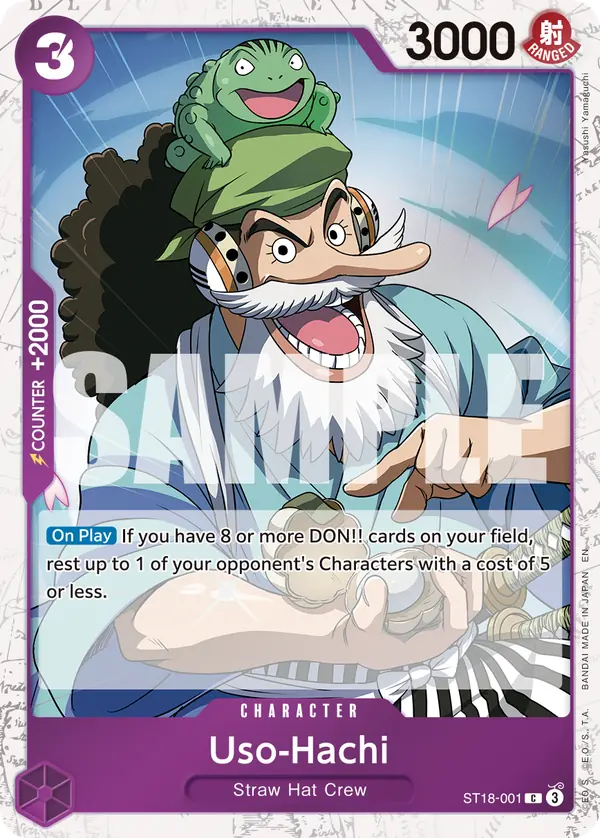 3
3000
射
RANGED
Yasushi Yamaguchi
COUNTER +2000
SAMPLE
On Play If you have 8 or more DON!! cards on your field,
rest up to 1 of your opponent's Characters with a cost of 5
or less.
CHARACTER
Uso-Hachi
Straw Hat Crew
ST18-001 C 3
©E.O./S. ©E.O./S., T.A. BANDAI MADE IN JAPAN EN